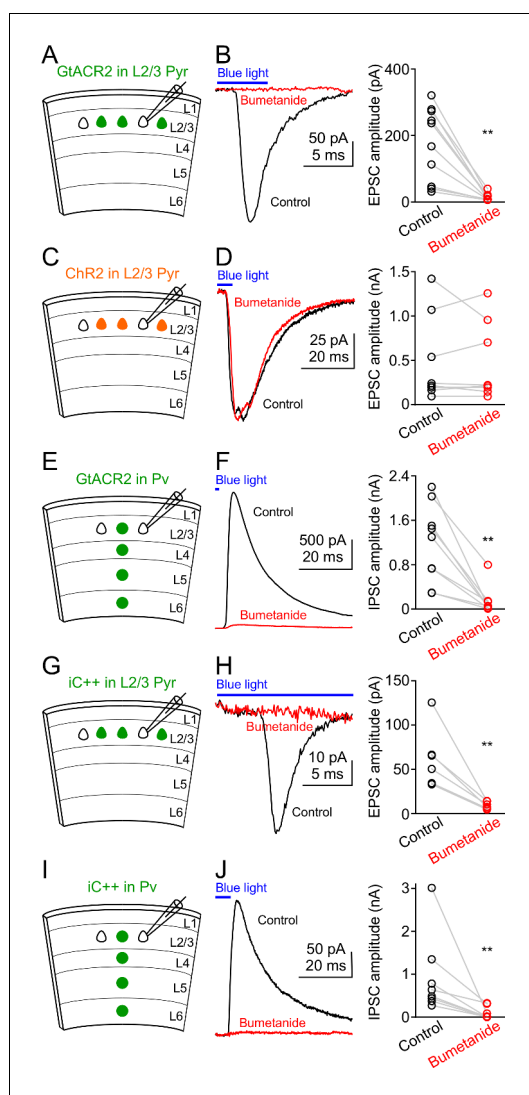 A
GtACR2 in L2/3 Pyr
L1
L2/3
L4
L5
L6
B
Blue light
Bumetanide
50 pA
5 ms
Control
EPSC amplitude (pA)
400
200
0
**
Control
Bumetanide
C
ChR2 in L2/3 Pyr
L1
L2/3
L4
L5
L6
D
Blue light
Bumetanide
25 pA
20 ms
Control
EPSC amplitude (nA)
1.5
1.0
0.5
0
Control
Bumetanide
E
GtACR2 in Pv
L1
L2/3
L4
L5
L6
F
Blue light
Control
500 pA
20 ms
Bumetanide
IPSC amplitude (nA)
2.4
1.6
0.8
0
**
Control
Bumetanide
G
iC++ in L2/3 Pyr
L1
L2/3
L4
L5
L6
H
Blue light
Bumetanide
10 pA
5 ms
Control
EPSC amplitude (pA)
150
100
50
0
**
Control
Bumetanide
I
iC++ in Pv
L1
L2/3
L4
L5
L6
J
Blue light
Control
50 pA
20 ms
Bumetanide
IPSC amplitude (nA)
3
2
1
0
**
Control
Bumetanide